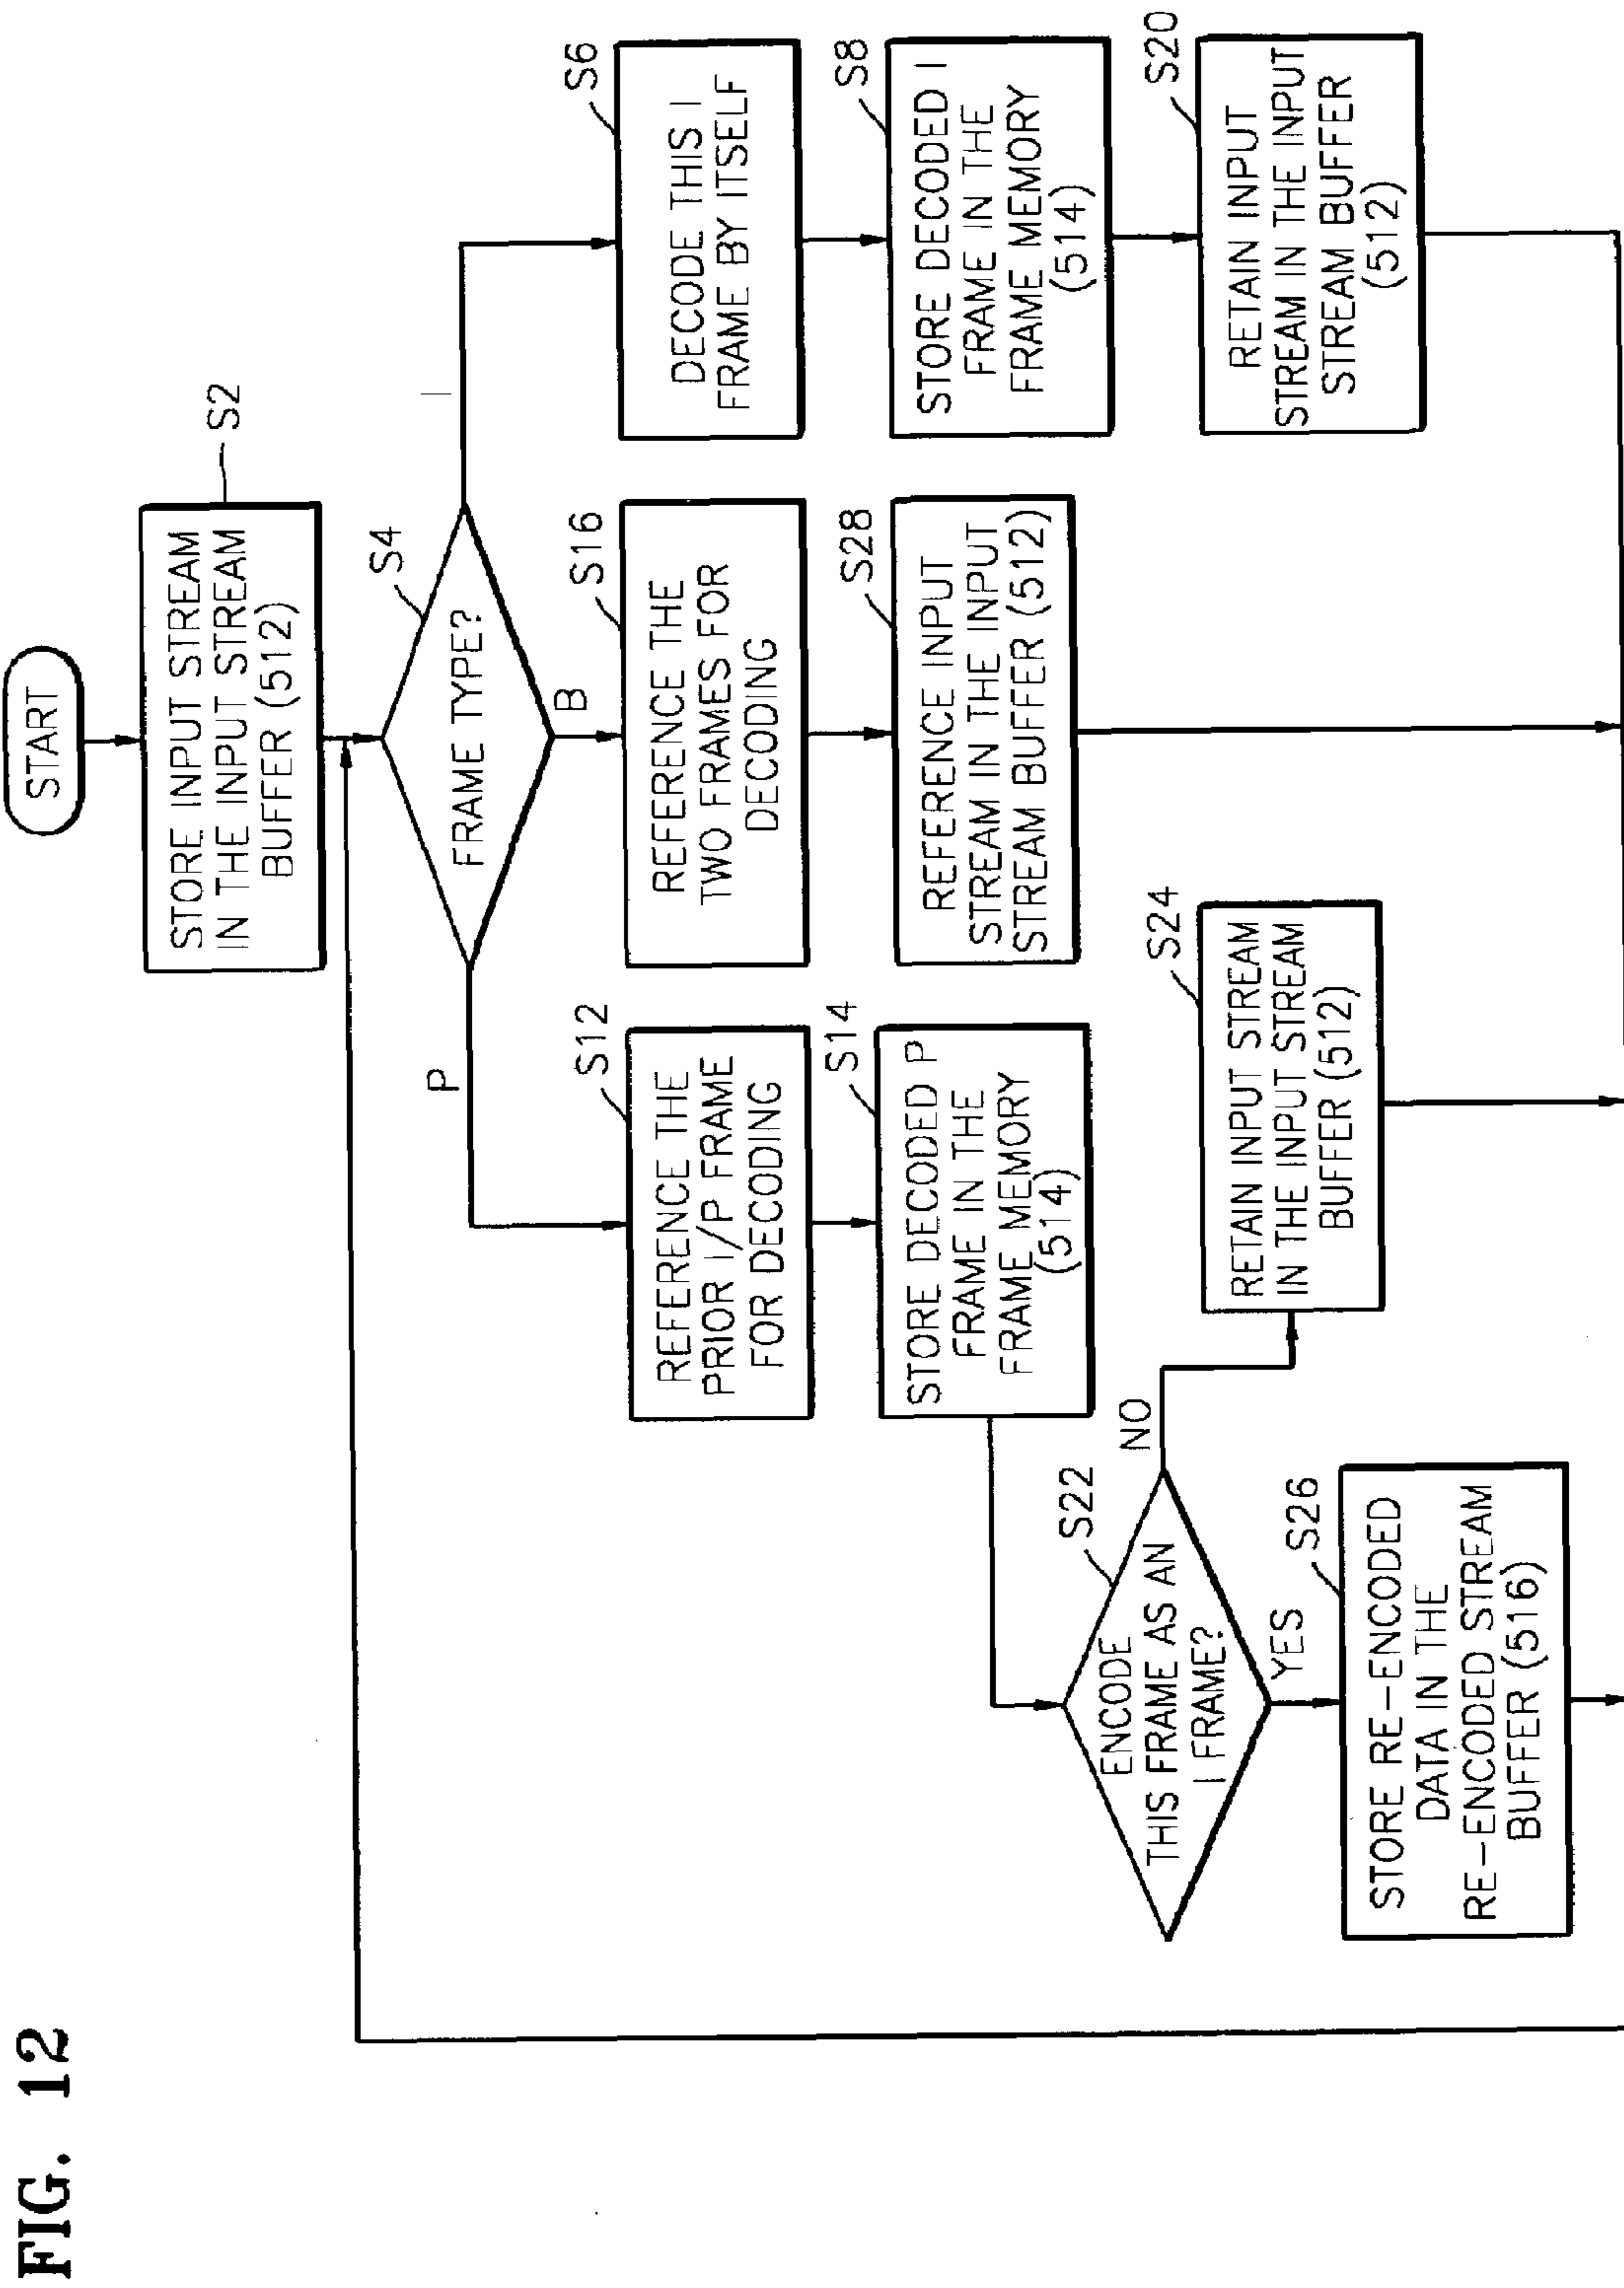 FIG. 12
START
S2
STORE INPUT STREAM
IN THE INPUT STREAM
BUFFER (512)
S4
FRAME TYPE?
P
B
I
S12
REFERENCE THE
PRIOR I/P FRAME
FOR DECODING
S16
REFERENCE THE
TWO FRAMES FOR
DECODING
S6
DECODE THIS I
FRAME BY ITSELF
S14
STORE DECODED P
FRAME IN THE
FRAME MEMORY
(514)
S28
REFERENCE INPUT
STREAM IN THE INPUT
STREAM BUFFER (512)
S8
STORE DECODED I
FRAME IN THE
FRAME MEMORY
(514)
S22
ENCODE
THIS FRAME AS AN
I FRAME?
NO
YES
S24
RETAIN INPUT STREAM
IN THE INPUT STREAM
BUFFER (512)
S20
RETAIN INPUT
STREAM IN THE INPUT
STREAM BUFFER
(512)
S26
STORE RE-ENCODED
DATA IN THE
RE-ENCODED STREAM
BUFFER (516)